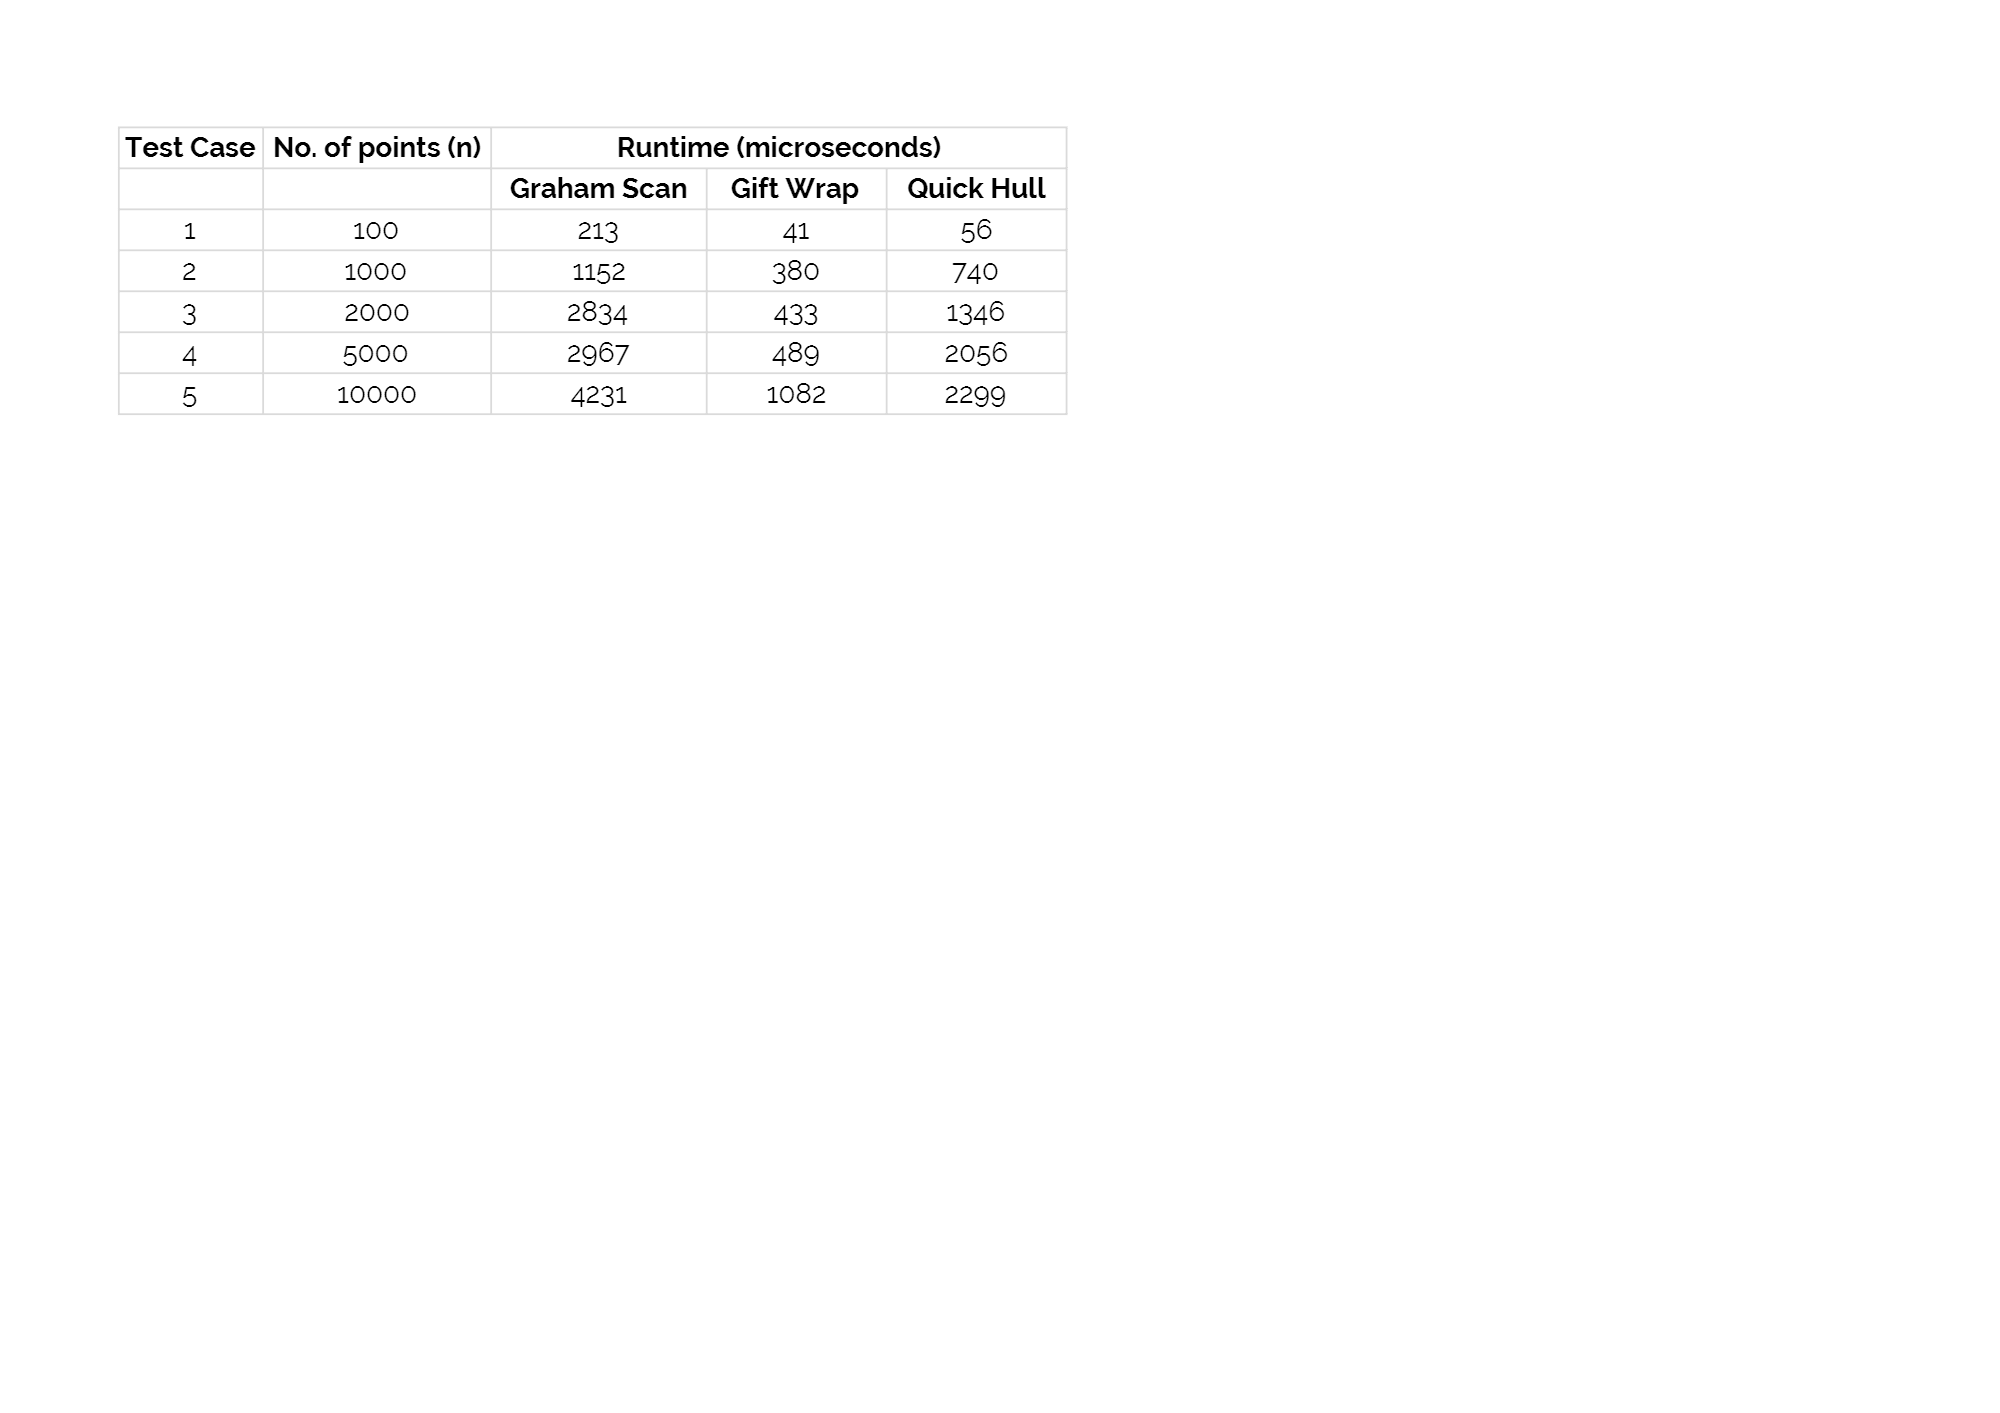 Test Case No. of points (n) Runtime (microseconds)
Graham Scan Gift Wrap Quick Hull
1 100 213 41 56
2 1000 1152 380 740
3 2000 2834 433 1346
4 5000 2967 489 2056
5 10000 4231 1082 2299